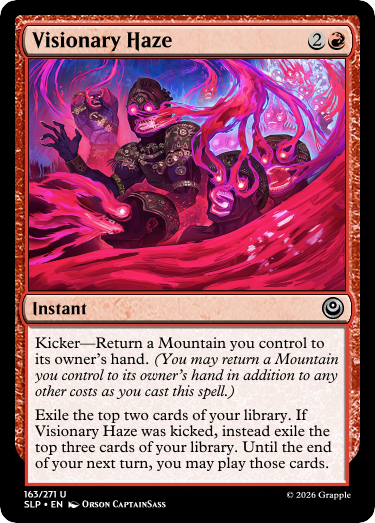 Visionary Haze 2
Instant
Kicker—Return a Mountain you control to
its owner's hand. (You may return a Mountain
you control to its owner's hand in addition to any
other costs as you cast this spell.)
Exile the top two cards of your library. If
Visionary Haze was kicked, instead exile the
top three cards of your library. Until the end
of your next turn, you may play those cards.
163/271 U
SLP • EN Orson CaptainSass © 2026 Grapple